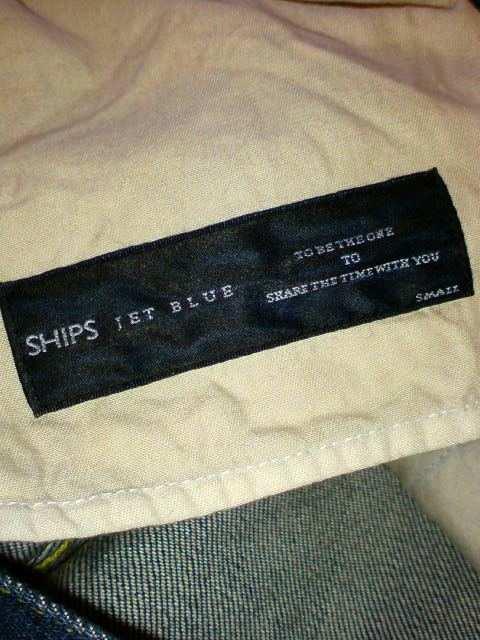 SHIPS JET BLUE
TO BE THE ONE
TO
SHARE THE TIME WITH YOU
SMALL